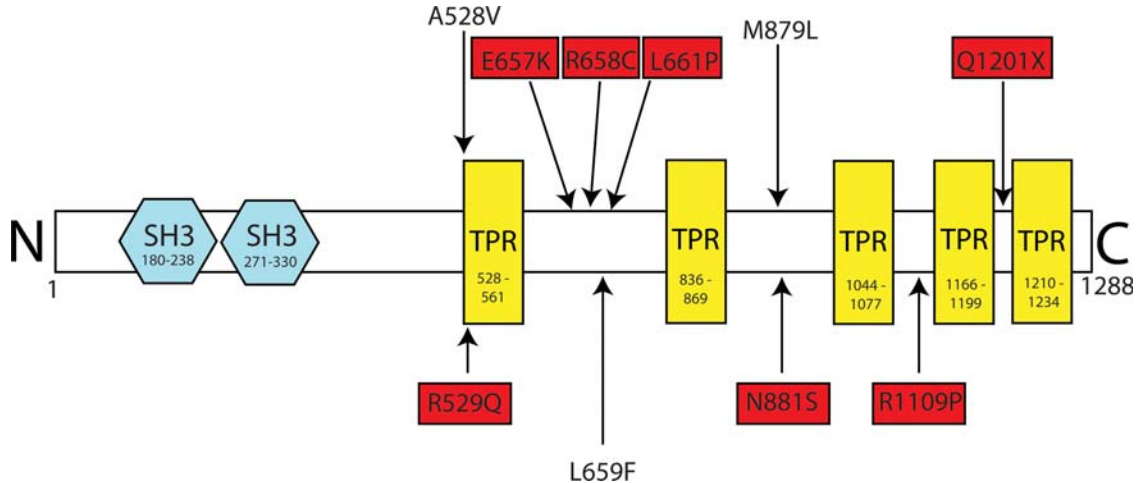 A528V
E657K
R658C
L661P
M879L
Q1201X
N
SH3
180-238
SH3
271-330
TPR
528 -
561
TPR
836 -
869
TPR
1044 -
1077
TPR
1166 -
1199
TPR
1210 -
1234
C
1
1288
R529Q
N881S
R1109P
L659F